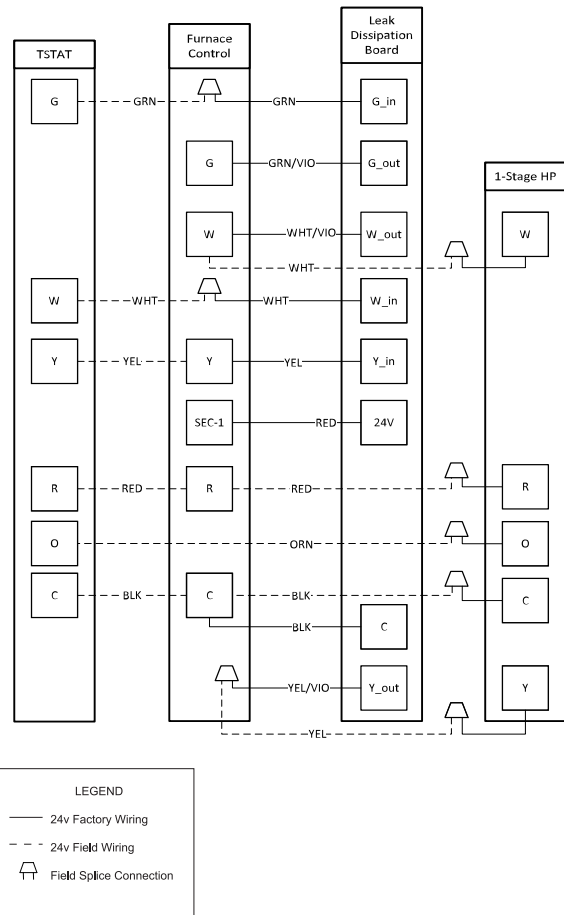 Leak
Dissipation
Board
Furnace
Control
TSTAT
G
GRN
GRN
G_in
G
GRN/VIO
G_out
1-Stage HP
W
WHT/VIO
W_out
W
WHT
W
WHT
WHT
W_in
Y
YEL
Y
YEL
Y_in
SEC-1
RED
24V
R
RED
R
RED
R
O
ORN
O
C
BLK
C
BLK
C
BLK
C
YEL/VIO
Y_out
Y
YEL
LEGEND
24v Factory Wiring
24v Field Wiring
Field Splice Connection